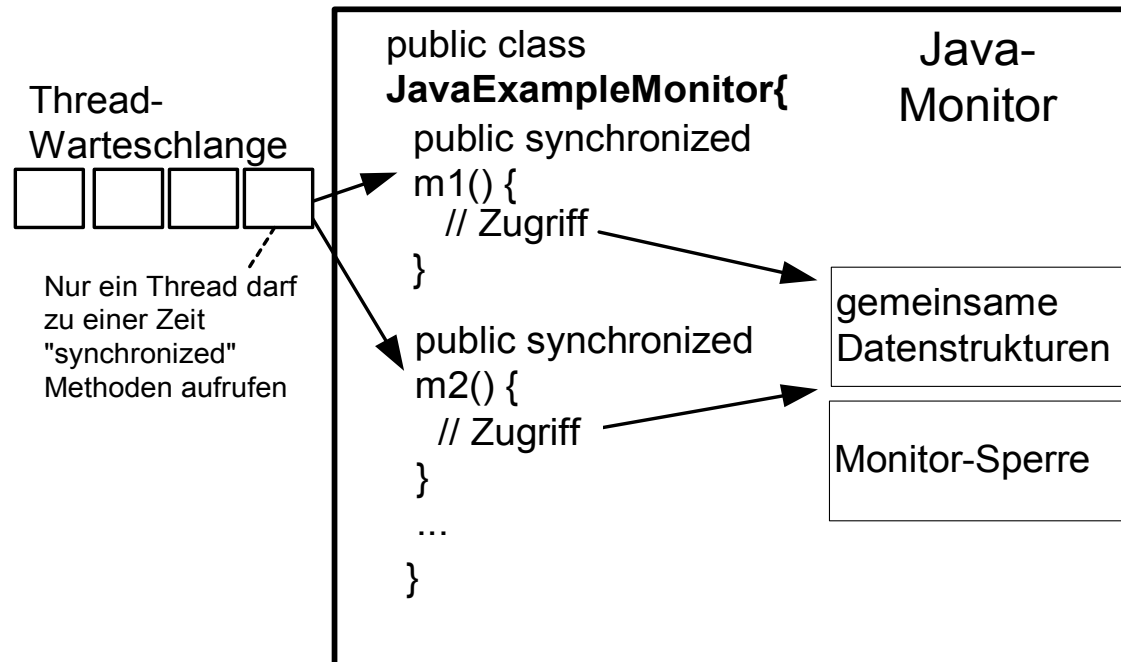 Thread-
Warteschlange
Nur ein Thread darf
zu einer Zeit
"synchronized"
Methoden aufrufen
public class
JavaExampleMonitor{
public synchronized
m1() {
// Zugriff
}
public synchronized
m2() {
// Zugriff
}
...
}
Java-
Monitor
gemeinsame
Datenstrukturen
Monitor-Sperre